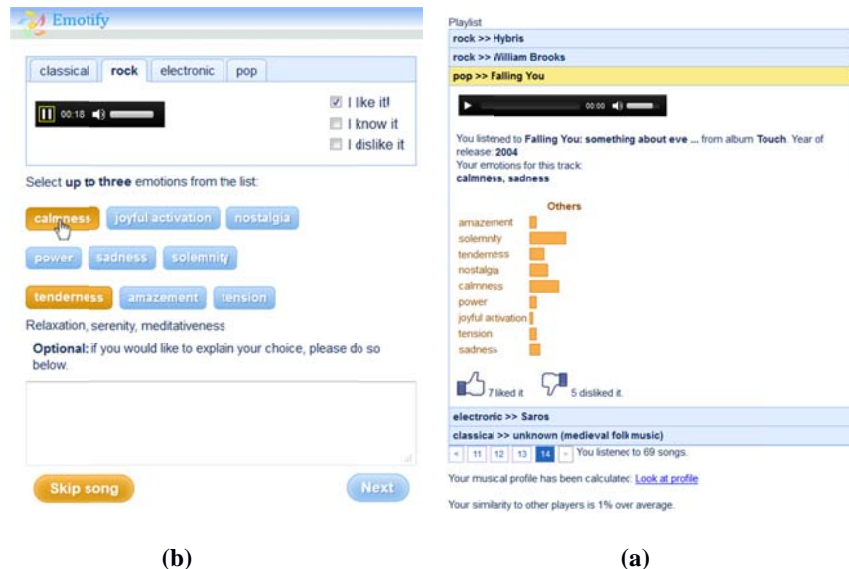 Emotify
classical rock electronic pop
00:18
I like it!
I know it
I dislike it
Select up to three emotions from the list:
calmness joyful activation nostalgia
power sadness solemnity
tenderness amazement tension
Relaxation, serenity, meditativeness
Optional: if you would like to explain your choice, please do so
below.
Skip song Next
(b)
Playlist
rock >> Hybris
rock >> William Brooks
pop >> Falling You
00:00
You listened to Falling You: something about eve ... from album Touch. Year of
release: 2004
Your emotions for this track:
calmness, sadness
Others
amazement
solemnity
tenderness
nostalgia
calmness
power
joyful activation
tension
sadness
7 liked it 5 disliked it.
electronic >> Saros
classical >> unknown (medieval folk music)
« 11 12 13 14 » You listened to 69 songs.
Your musical profile has been calculated: Look at profile
Your similarity to other players is 1% over average.
(a)